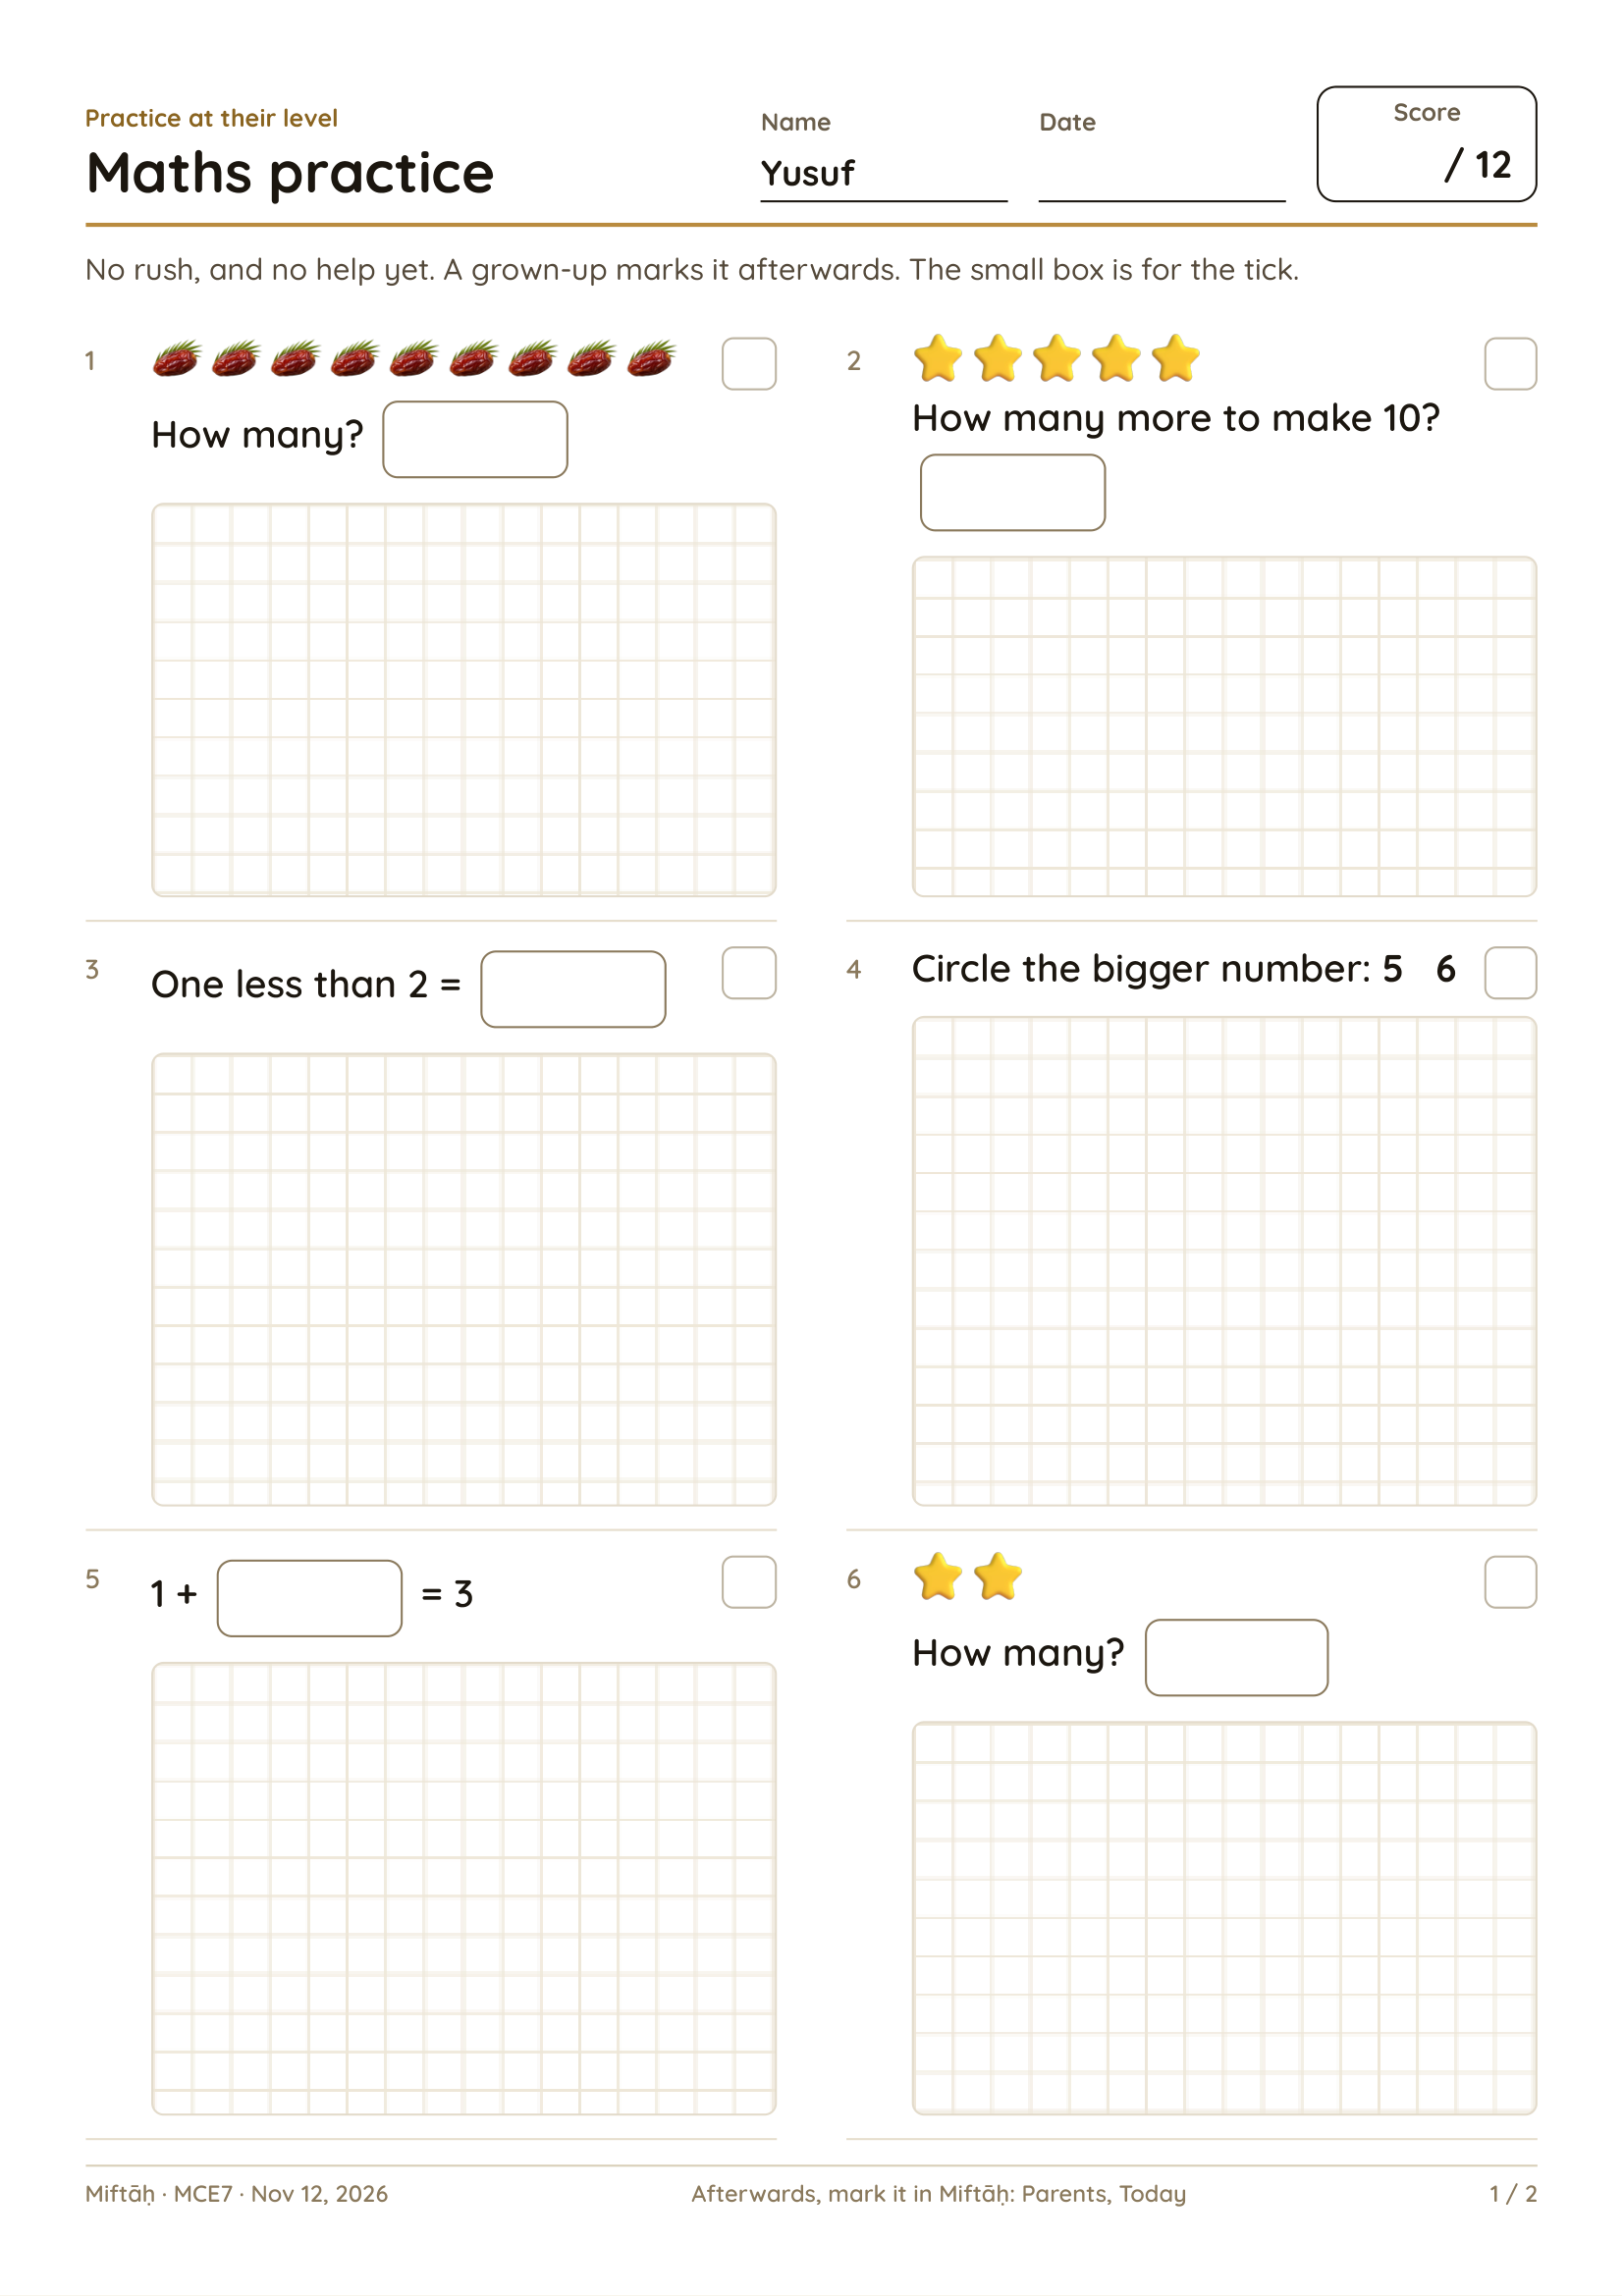 Practice at their level
Maths practice
Name
Yusuf
Date
Score
/ 12
No rush, and no help yet. A grown-up marks it afterwards. The small box is for the tick.
1
How many?
2
How many more to make 10?
3
One less than 2 =
4
Circle the bigger number: 5 6
5
1 + = 3
6
How many?
Miftāḥ · MCE7 · Nov 12, 2026
Afterwards, mark it in Miftāḥ: Parents, Today
1 / 2